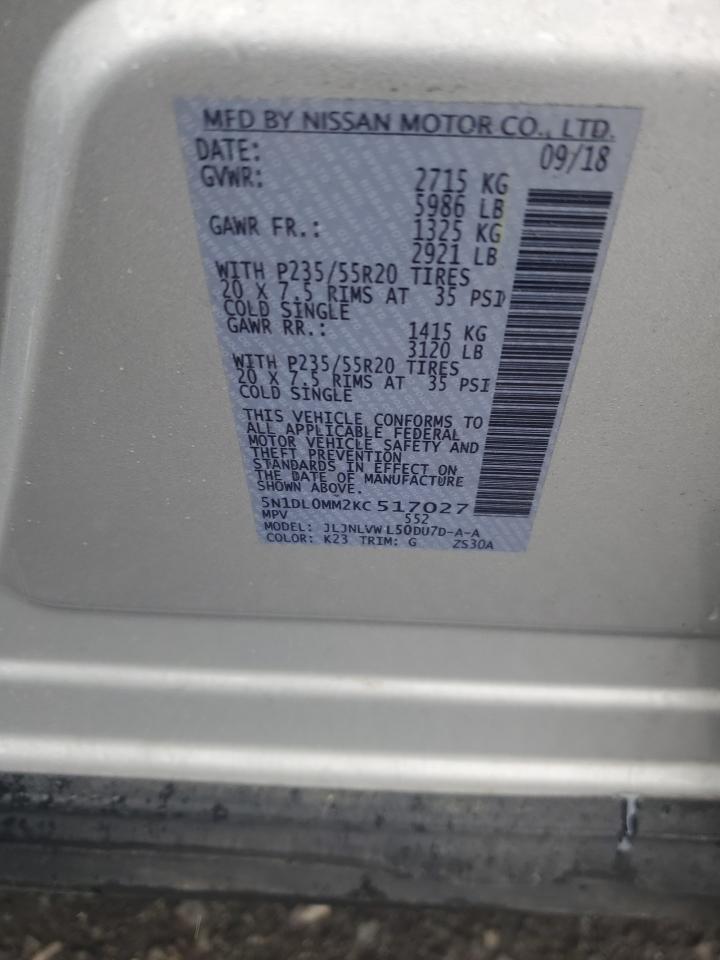 MFD BY NISSAN MOTOR CO., LTD.
DATE: 09/18
GVWR: 2715 KG
5986 LB
GAWR FR.: 1325 KG
2921 LB
WITH P235/55R20 TIRES
20 X 7.5 RIMS AT 35 PSI
COLD SINGLE
GAWR RR.: 1415 KG
3120 LB
WITH P235/55R20 TIRES
20 X 7.5 RIMS AT 35 PSI
COLD SINGLE
THIS VEHICLE CONFORMS TO
ALL APPLICABLE FEDERAL
MOTOR VEHICLE SAFETY AND
THEFT PREVENTION
STANDARDS IN EFFECT ON
THE DATE OF MANUFACTURE
SHOWN ABOVE.
5N1DL0MM2KC517027
MPV 552
MODEL: JLJNLVWL50DU7D-A-A
COLOR: K23 TRIM: G ZS30A